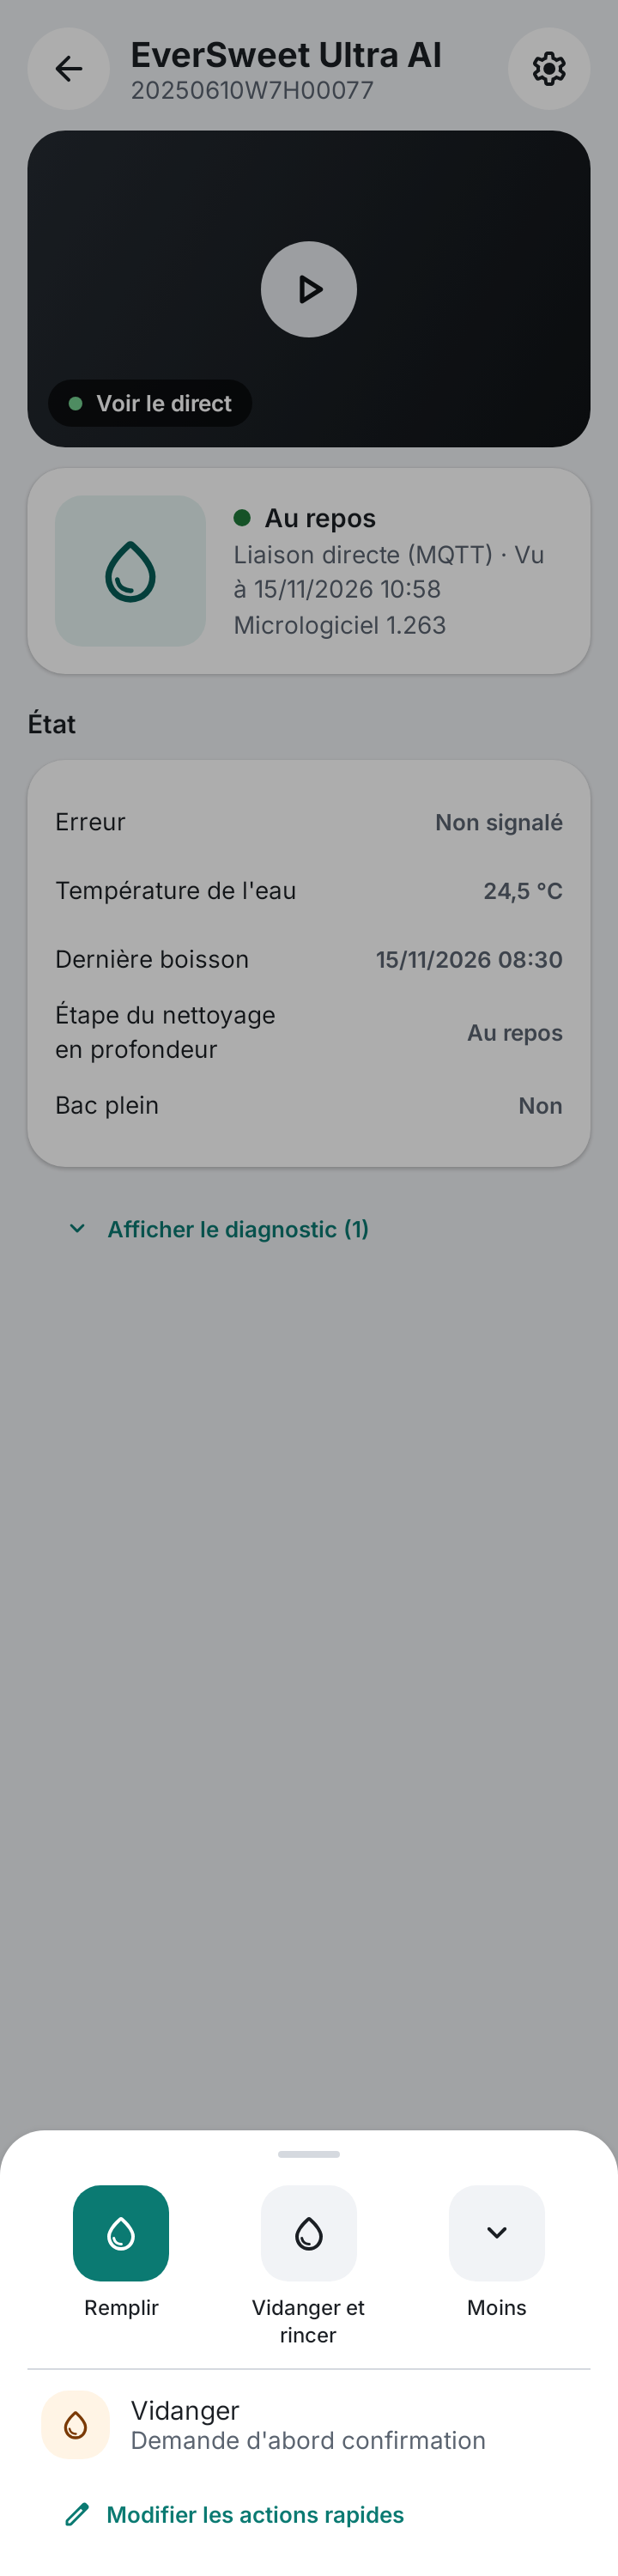 EverSweet Ultra AI
20250610W7H00077
Voir le direct
Au repos
Liaison directe (MQTT) · Vu
à 15/11/2026 10:58
Micrologiciel 1.263
État
Erreur
Non signalé
Température de l'eau
24,5 °C
Dernière boisson
15/11/2026 08:30
Étape du nettoyage
en profondeur
Au repos
Bac plein
Non
Afficher le diagnostic (1)
Remplir
Vidanger et
rincer
Moins
Vidanger
Demande d'abord confirmation
Modifier les actions rapides